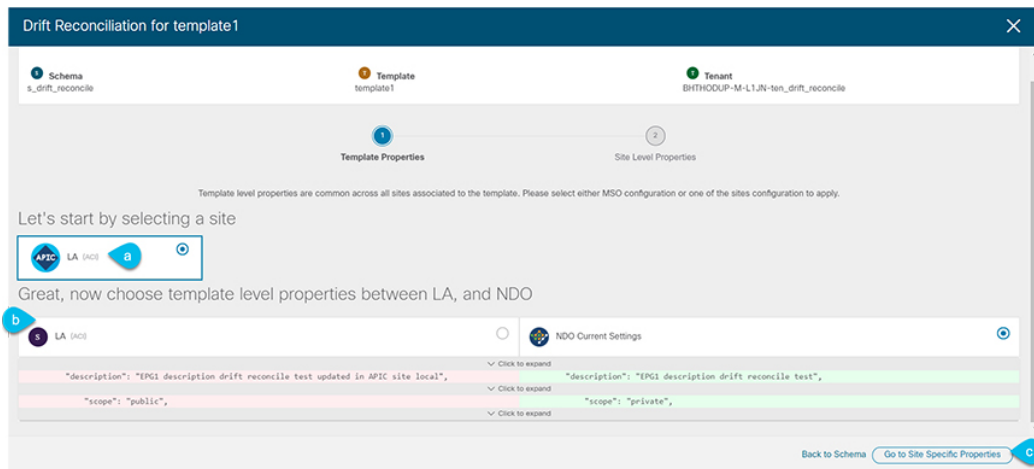 Drift Reconciliation for template1
S Schema
s_drift_reconcile
T Template
template1
T Tenant
BHTHODUP-M-L1JN-ten_drift_reconcile
1
Template Properties
2
Site Level Properties
Template level properties are common across all sites associated to the template. Please select either MSO configuration or one of the sites configuration to apply.
Let's start by selecting a site
APIC LA (ACI) a
Great, now choose template level properties between LA, and NDO
b
S LA (ACI)
NDO Current Settings
Click to expand
"description": "EPG1 description drift reconcile test updated in APIC site local",
"description": "EPG1 description drift reconcile test",
Click to expand
"scope": "public",
"scope": "private",
Click to expand
Back to Schema Go to Site Specific Properties c